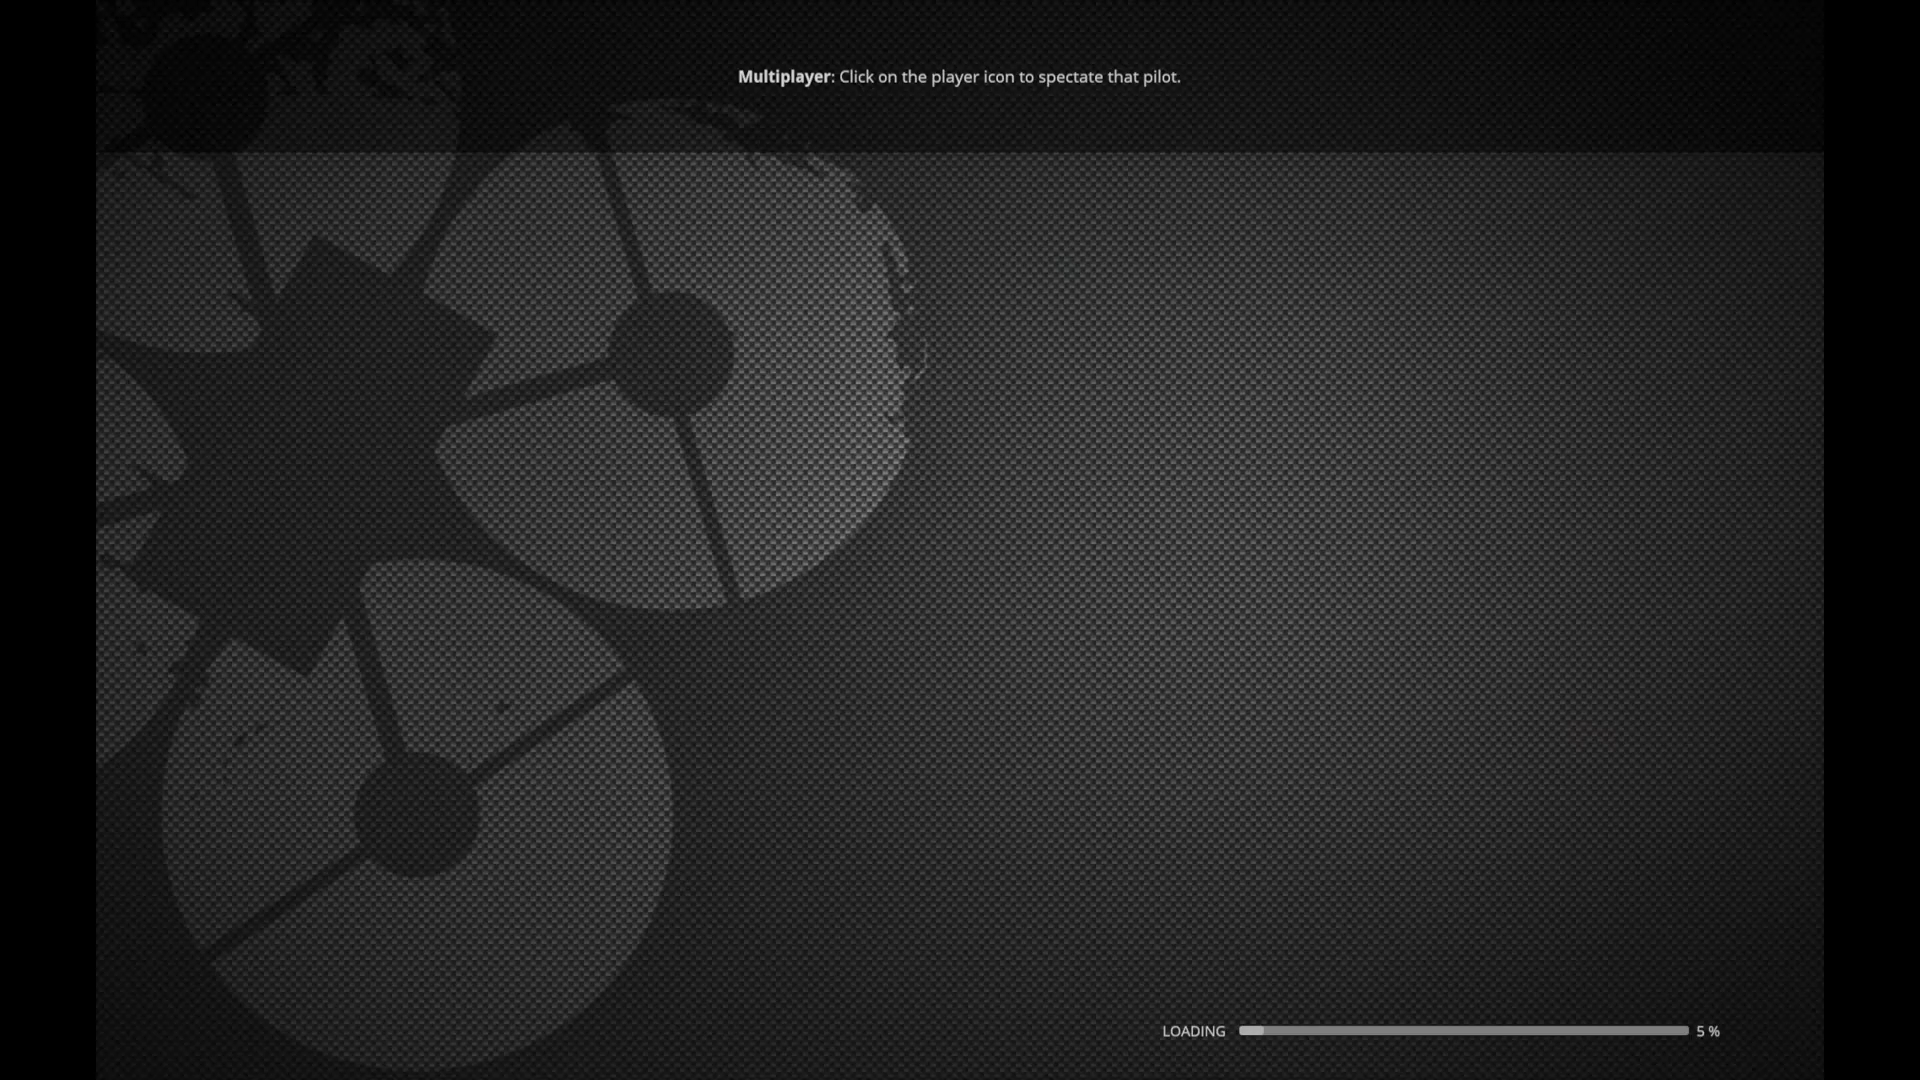 Multiplayer: Click on the player icon to spectate that pilot.
LOADING 5 %